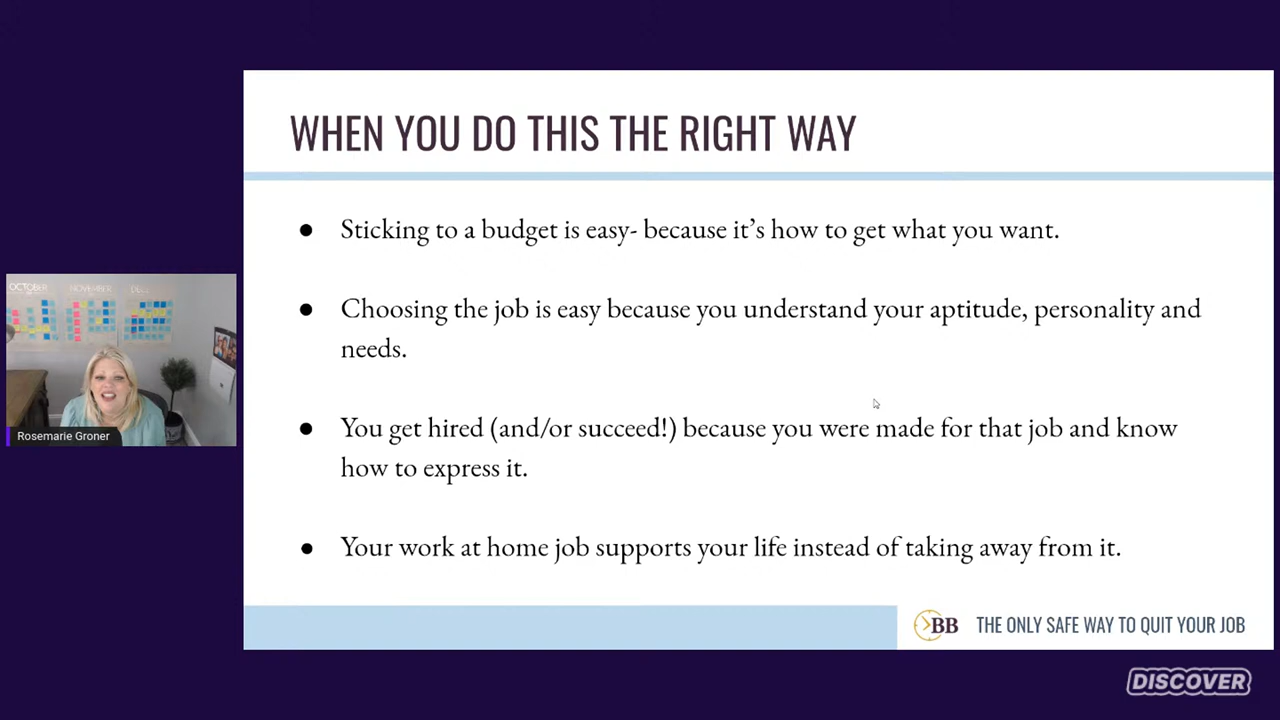 WHEN YOU DO THIS THE RIGHT WAY
● Sticking to a budget is easy- because it’s how to get what you want.
● Choosing the job is easy because you understand your aptitude, personality and
needs.
● You get hired (and/or succeed!) because you were made for that job and know
how to express it.
● Your work at home job supports your life instead of taking away from it.
OCTOBER
NOVEMBER
Rosemarie Groner
BB THE ONLY SAFE WAY TO QUIT YOUR JOB
DISCOVER